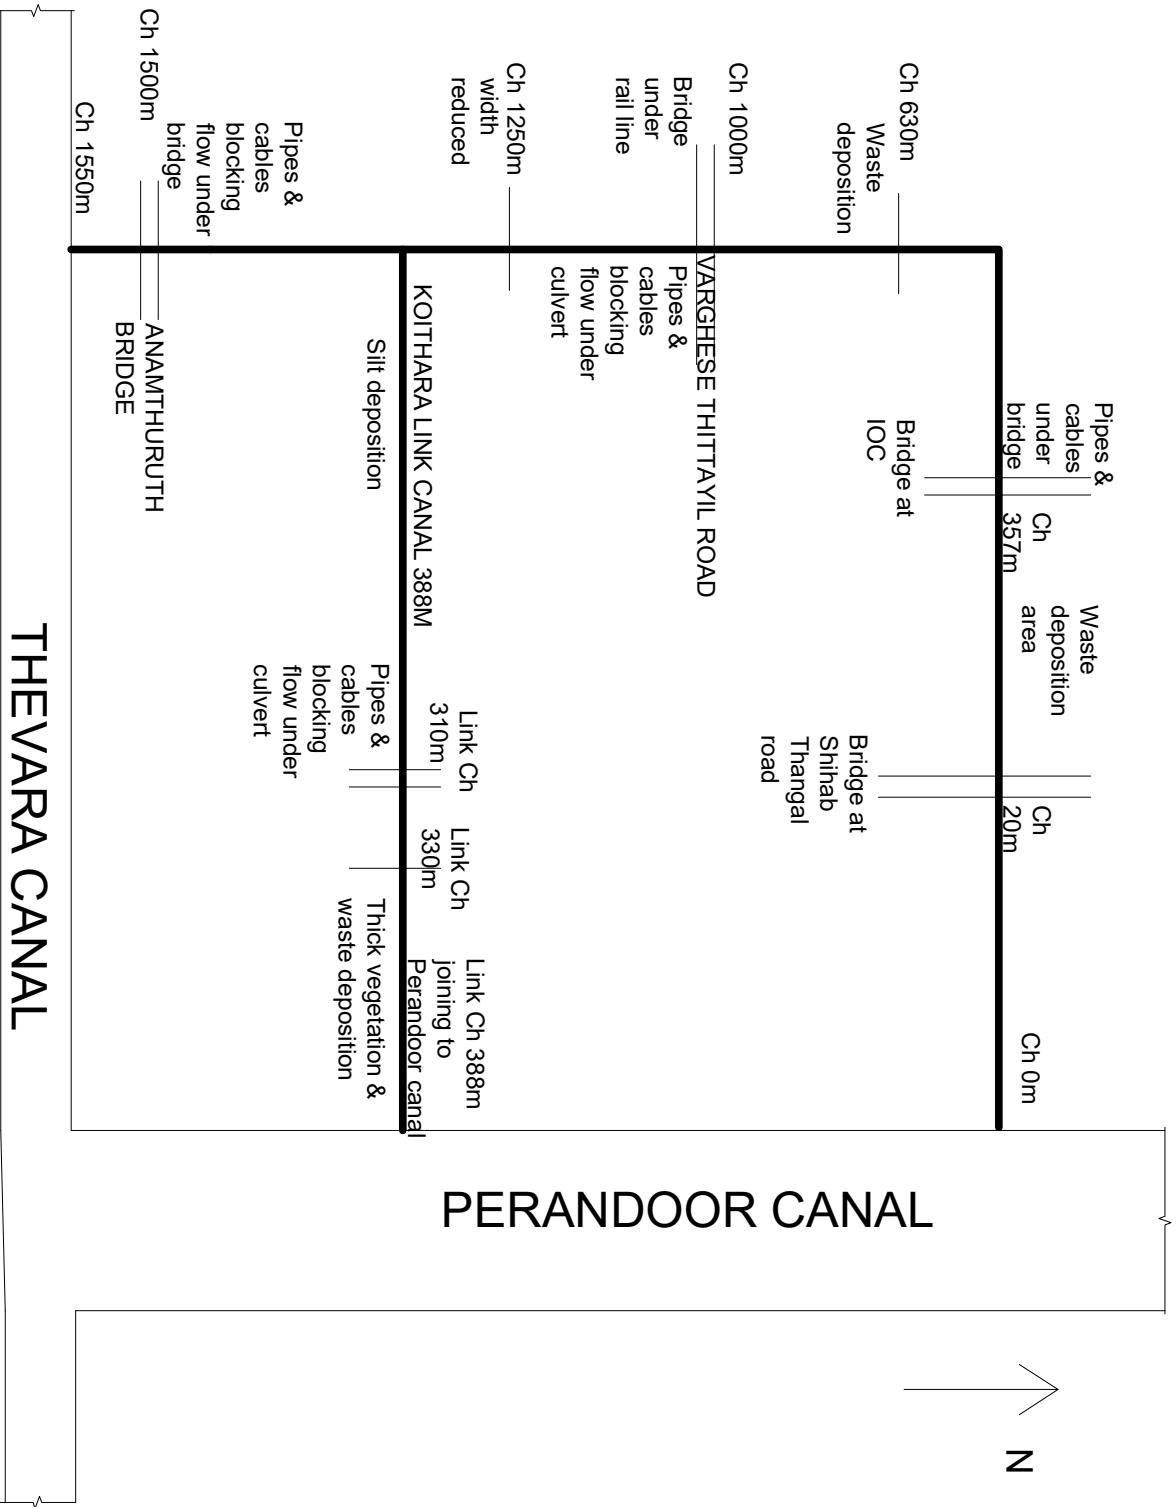 Ch 1500m
Ch 1550m
Pipes &
cables
blocking
flow under
bridge
ANAMTHURUTH
BRIDGE
Ch 1250m
width
reduced
Ch 1000m
Bridge
under
rail line
Ch 630m
Waste
deposition
VARGHESE THITTAYIL ROAD
Pipes &
cables
blocking
flow under
culvert
KOITHARA LINK CANAL 388M
Silt deposition
Pipes &
cables
under
bridge
Ch
357m
Bridge at
IOC
Waste
deposition
area
Bridge at
Shihab
Thangal
road
Ch
20m
Ch 0m
Link Ch
310m
Pipes &
cables
blocking
flow under
culvert
Link Ch
330m
Thick vegetation &
waste deposition
Link Ch 388m
joining to
Perandoor canal
THEVARA CANAL
PERANDOOR CANAL
N